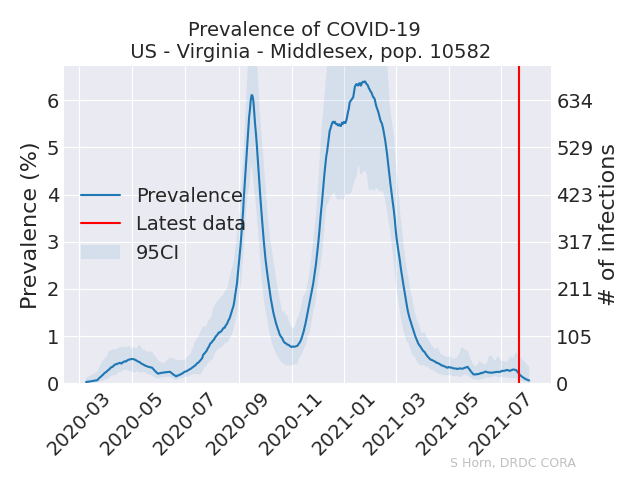 Prevalence of COVID-19
US - Virginia - Middlesex, pop. 10582
Prevalence (%)
6
5
4
3
2
1
0
Prevalence
Latest data
95CI
634
529
423
317
211
105
0
# of infections
2020-03
2020-05
2020-07
2020-09
2020-11
2021-01
2021-03
2021-05
2021-07
S Horn, DRDC CORA